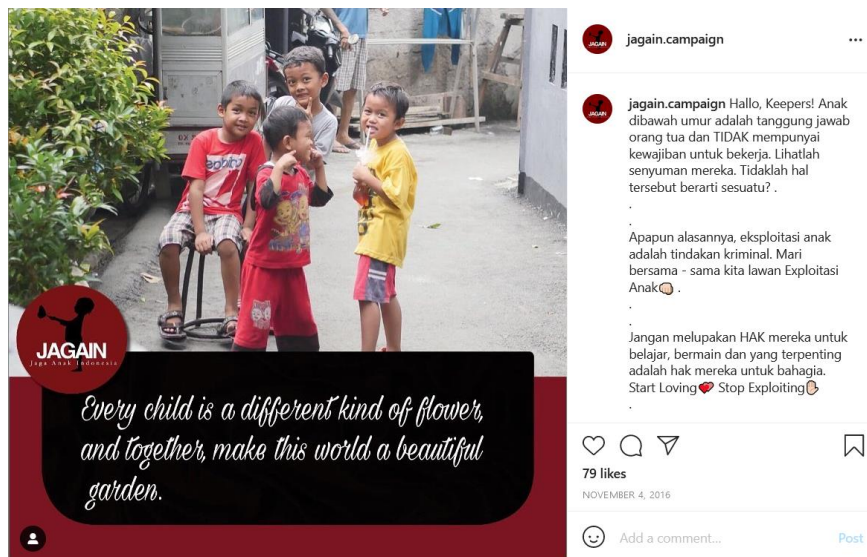 JAGAIN
Jaga Anak Indonesia
Every child is a different kind of flower,
and together, make this world a beautiful
garden.
JAGAIN
jagain.campaign
JAGAIN
jagain.campaign Hallo, Keepers! Anak
dibawah umur adalah tanggung jawab
orang tua dan TIDAK mempunyai
kewajiban untuk bekerja. Lihatlah
senyuman mereka. Tidaklah hal
tersebut berarti sesuatu? .
.
.
Apapun alasannya, eksploitasi anak
adalah tindakan kriminal. Mari
bersama - sama kita lawan Exploitasi
Anak👊🏻 .
.
.
Jangan melupakan HAK mereka untuk
belajar, bermain dan yang terpenting
adalah hak mereka untuk bahagia.
Start Loving💕 Stop Exploiting✋🏻
.
79 likes
NOVEMBER 4, 2016
Add a comment...
Post